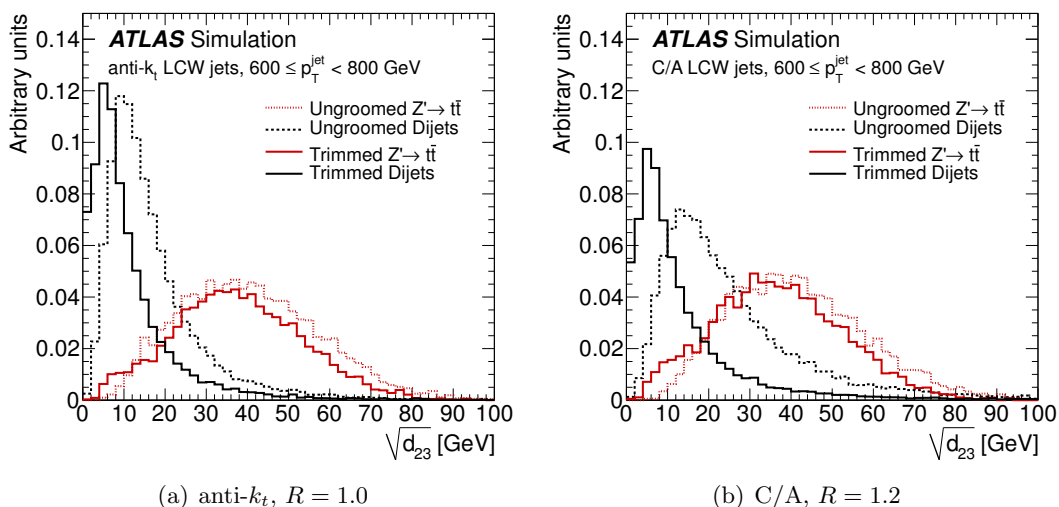 Arbitrary units
0.14
0.12
0.1
0.08
0.06
0.04
0.02
0
ATLAS Simulation
anti-k_t LCW jets, 600 ≤ p_T^jet < 800 GeV
Ungroomed Z'→ tt̄
Ungroomed Dijets
Trimmed Z'→ tt̄
Trimmed Dijets
0 10 20 30 40 50 60 70 80 90 100
√d_23 [GeV]
(a) anti-k_t, R = 1.0
Arbitrary units
0.14
0.12
0.1
0.08
0.06
0.04
0.02
0
ATLAS Simulation
C/A LCW jets, 600 ≤ p_T^jet < 800 GeV
Ungroomed Z'→ tt̄
Ungroomed Dijets
Trimmed Z'→ tt̄
Trimmed Dijets
0 10 20 30 40 50 60 70 80 90 100
√d_23 [GeV]
(b) C/A, R = 1.2